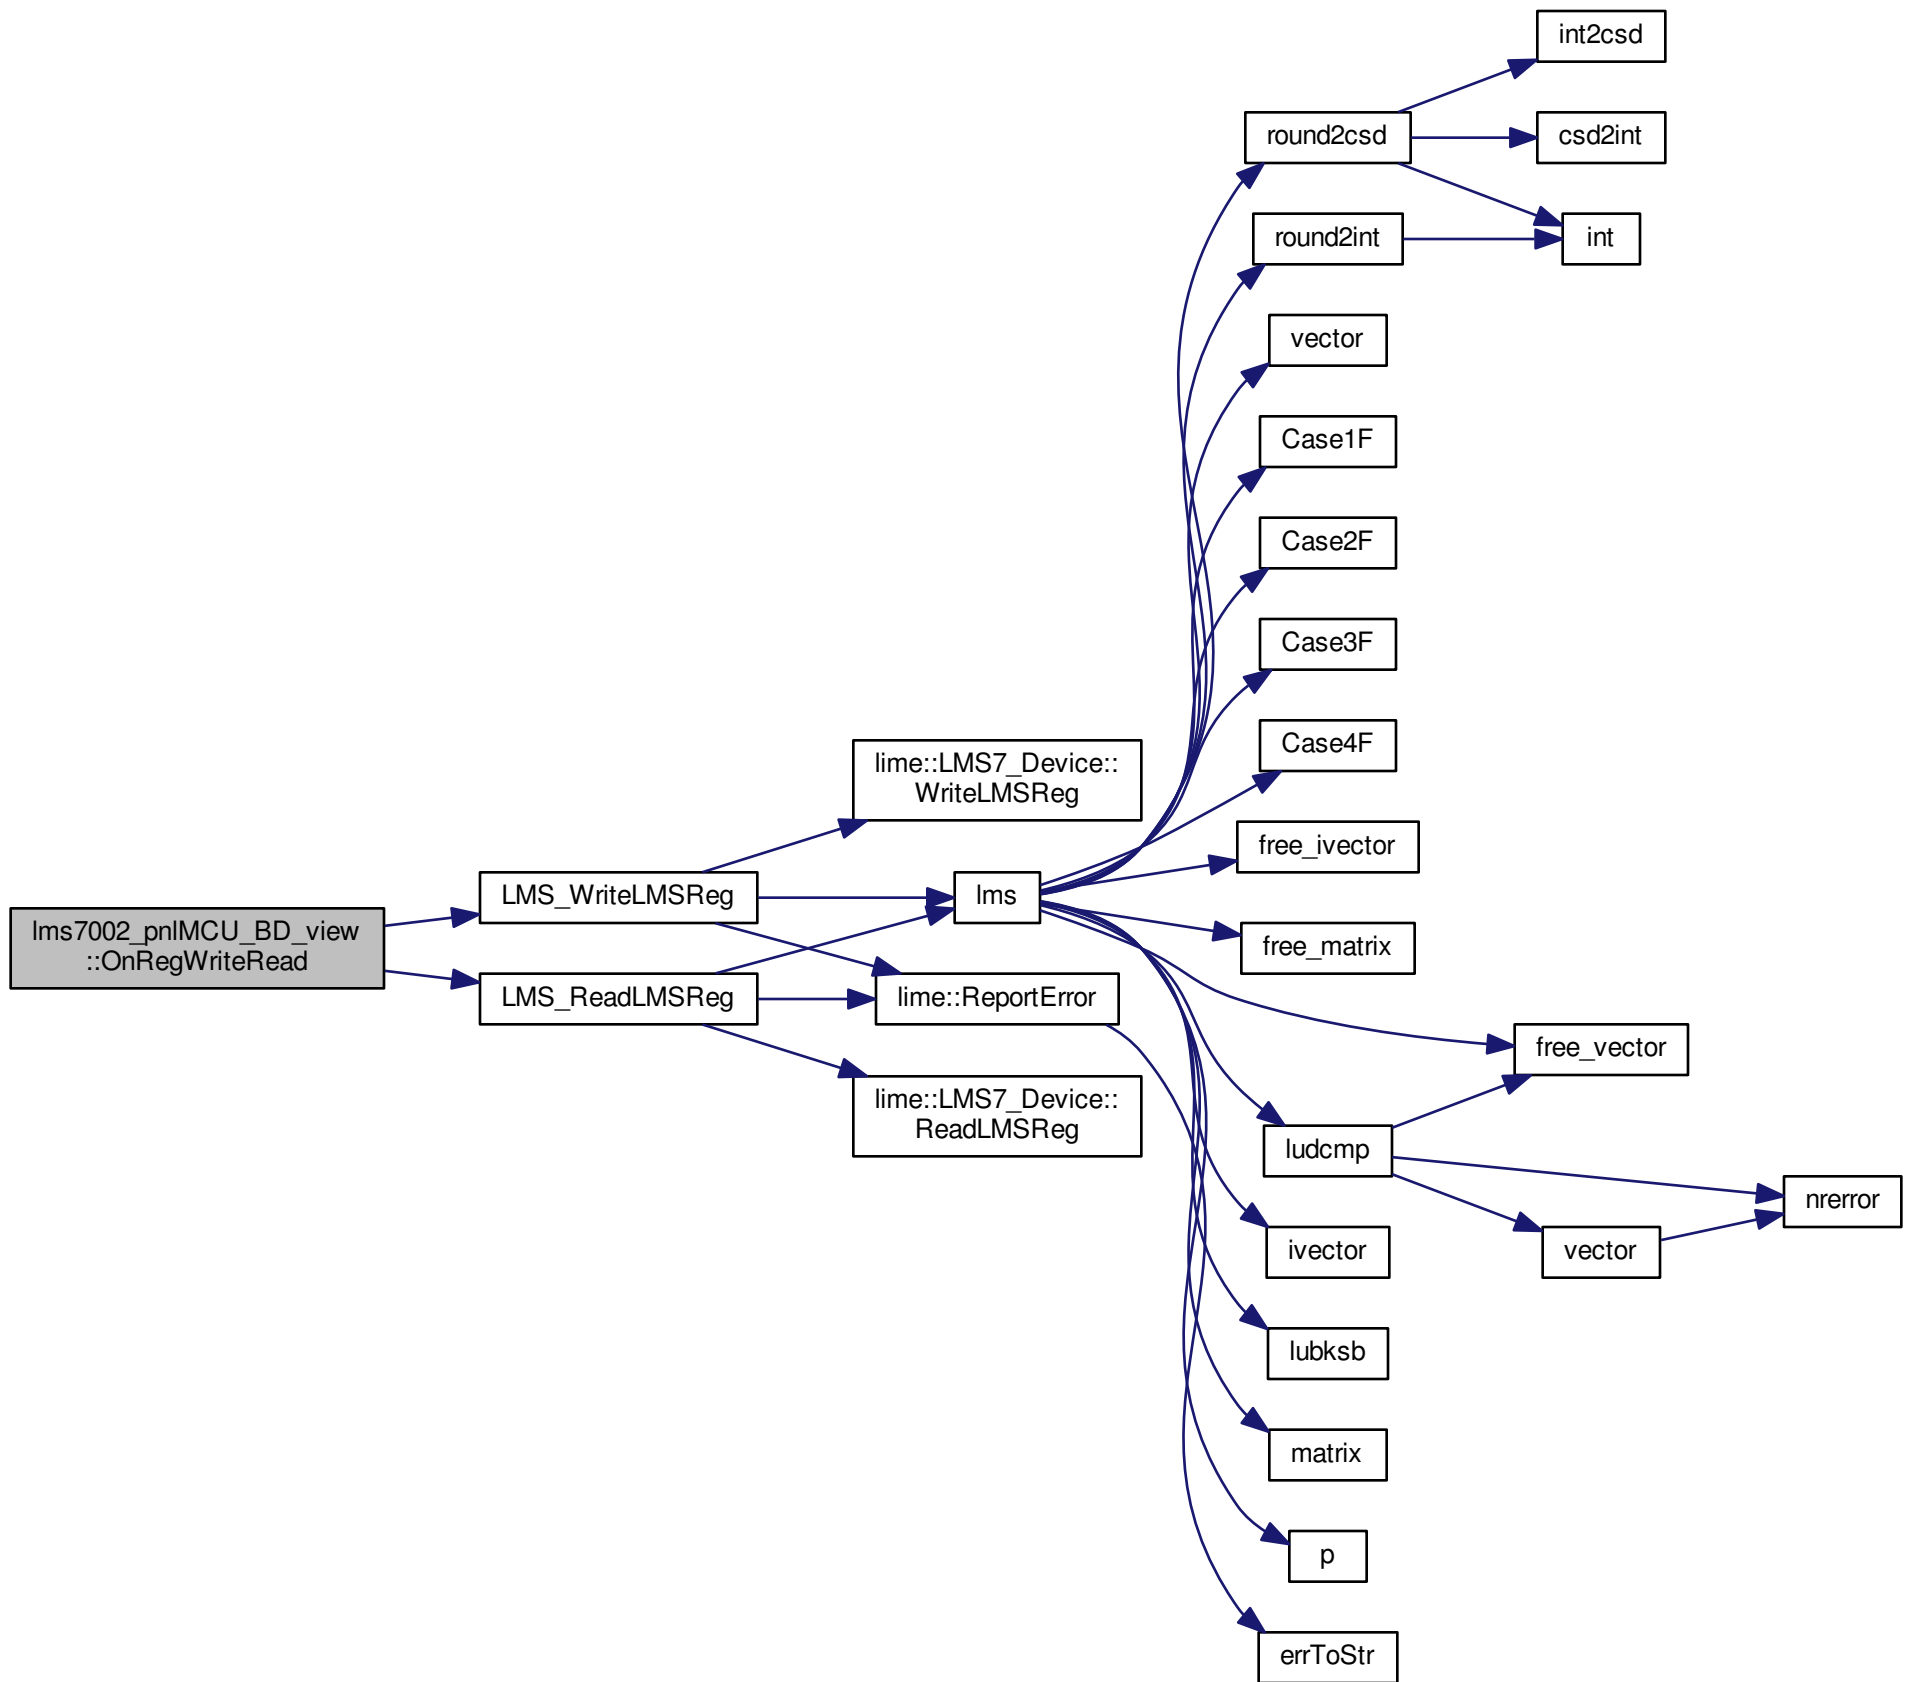 lms7002_pnlMCU_BD_view
::OnRegWriteRead
LMS_WriteLMSReg
LMS_ReadLMSReg
lime::LMS7_Device::
WriteLMSReg
lms
lime::ReportError
lime::LMS7_Device::
ReadLMSReg
round2csd
round2int
vector
Case1F
Case2F
Case3F
Case4F
free_ivector
free_matrix
ludcmp
ivector
lubksb
matrix
p
errToStr
int2csd
csd2int
int
free_vector
vector
nrerror